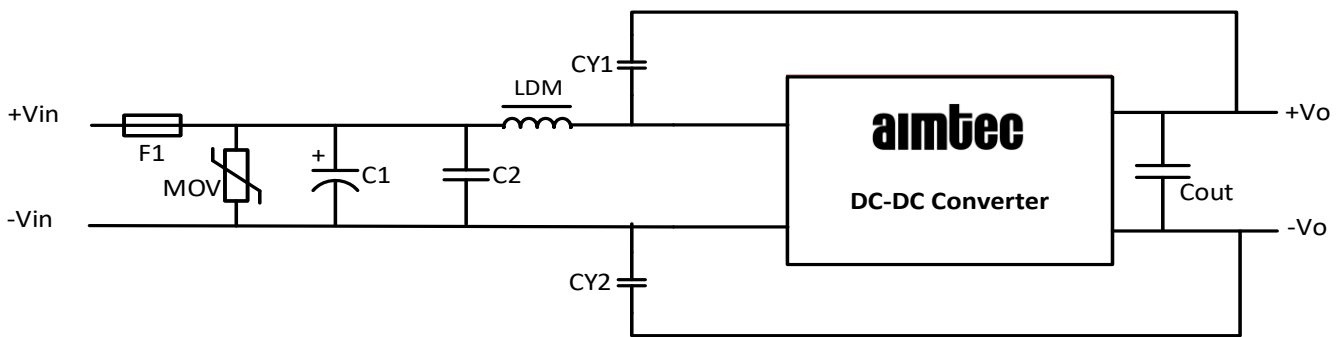 CY1
LDM
+Vin
F1
MOV
+
C1
C2
aimtec
DC-DC Converter
+Vo
Cout
-Vin
-Vo
CY2